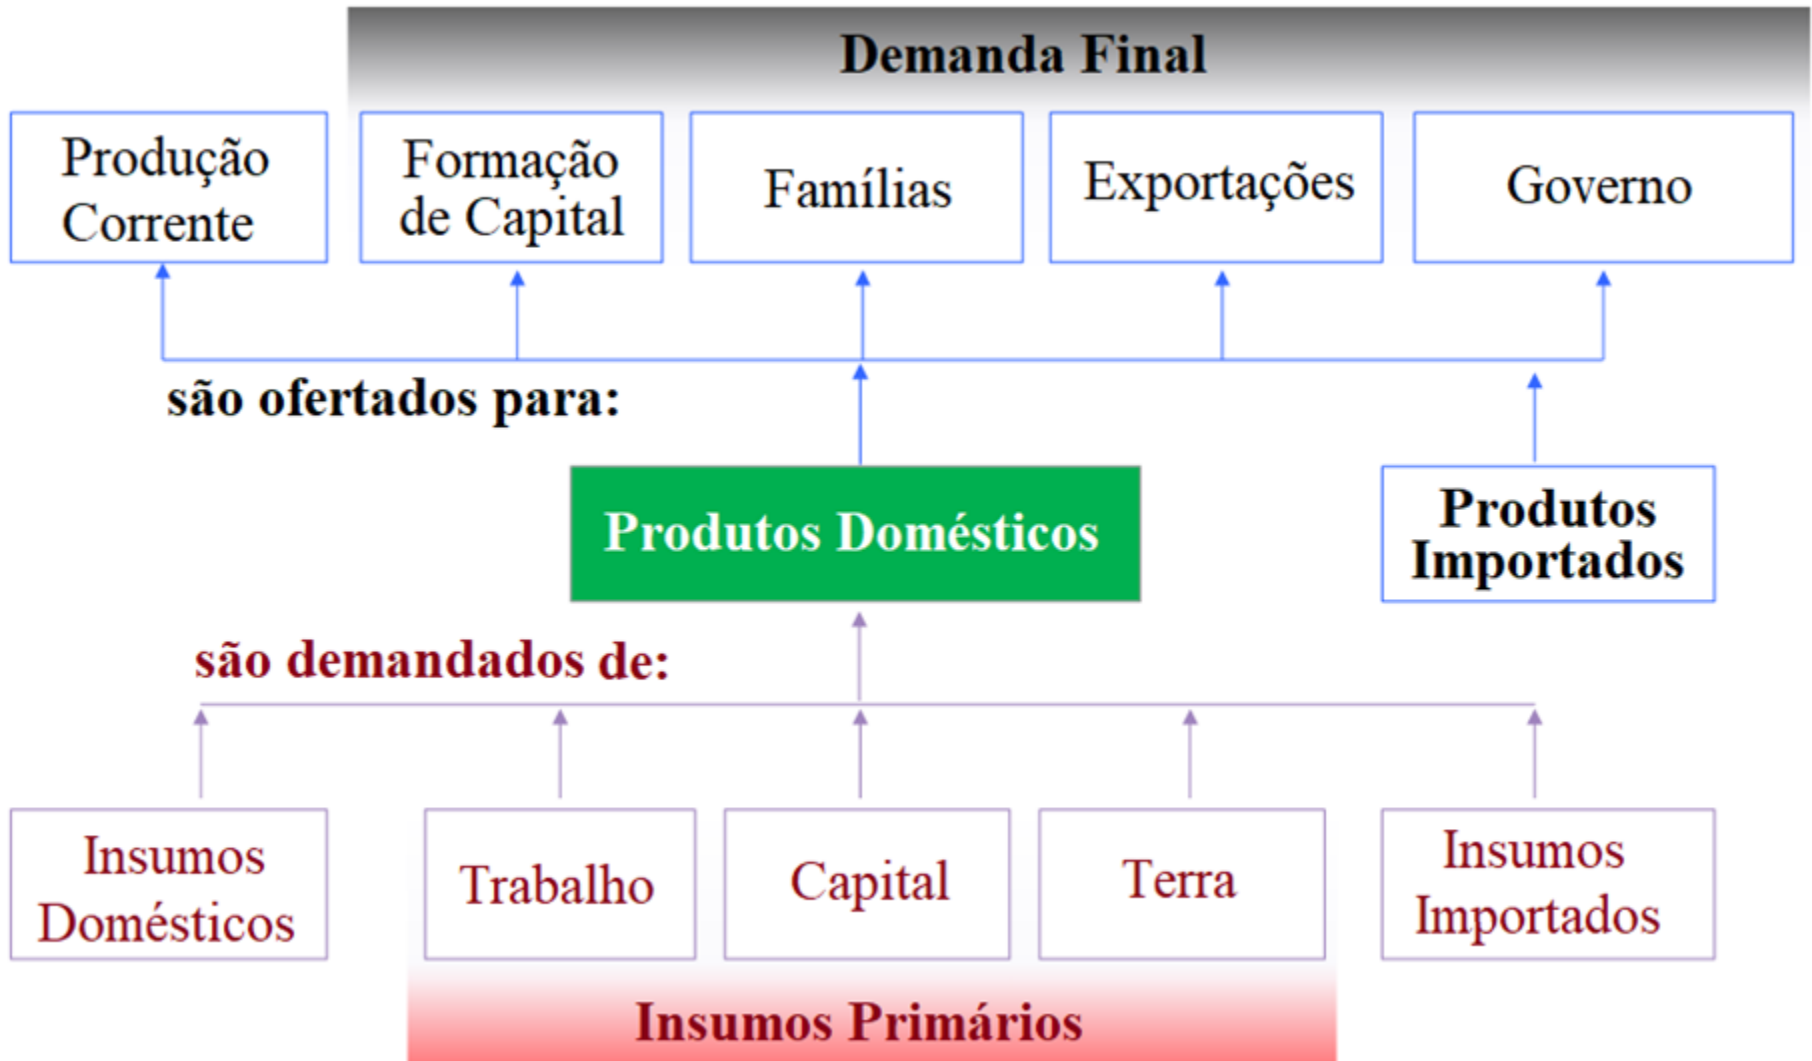 Demanda Final
Produção
Corrente
Formação
de Capital
Famílias
Exportações
Governo
são ofertados para:
Produtos Domésticos
Produtos
Importados
são demandados de:
Insumos
Domésticos
Trabalho
Capital
Terra
Insumos
Importados
Insumos Primários